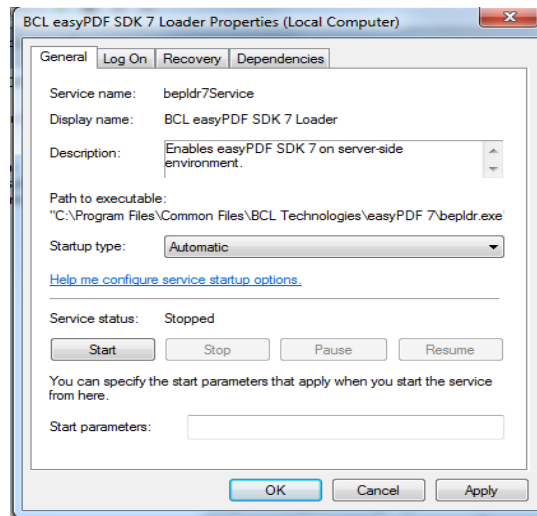 BCL easyPDF SDK 7 Loader Properties (Local Computer)
General Log On Recovery Dependencies
Service name: bepldr7Service
Display name: BCL easyPDF SDK 7 Loader
Description: Enables easyPDF SDK 7 on server-side
environment.
Path to executable:
"C:\Program Files\Common Files\BCL Technologies\easyPDF 7\bepldr.exe"
Startup type: Automatic
Help me configure service startup options.
Service status: Stopped
Start Stop Pause Resume
You can specify the start parameters that apply when you start the service
from here.
Start parameters:
OK Cancel Apply